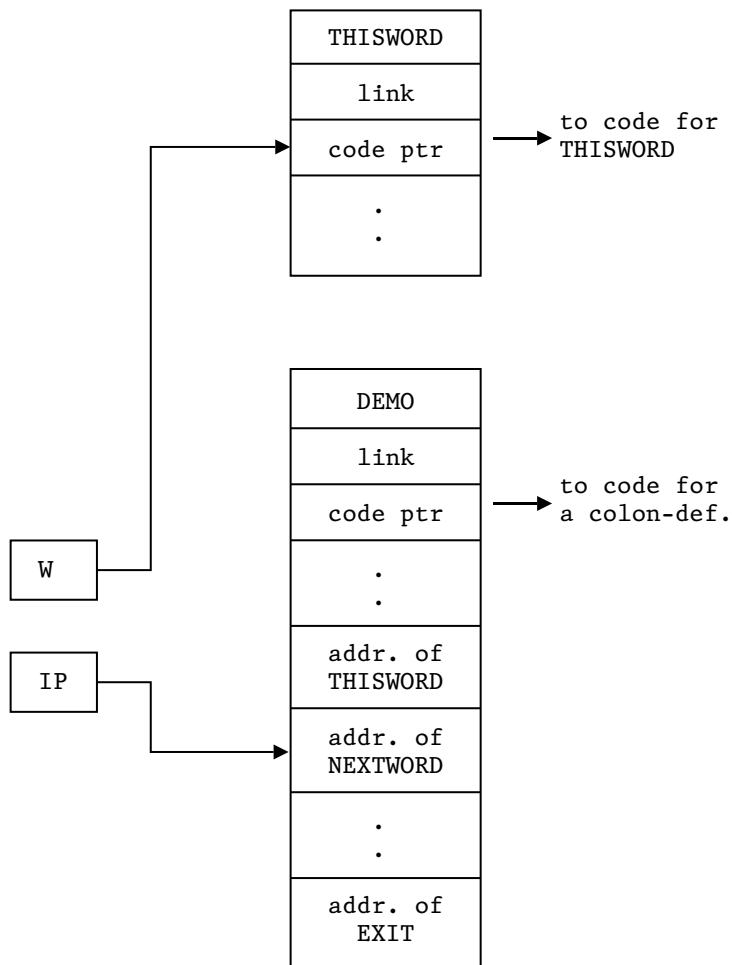 THISWORD
link
code ptr
to code for
THISWORD
.
.
DEMO
link
code ptr
to code for
a colon-def.
W
.
.
IP
addr. of
THISWORD
addr. of
NEXTWORD
.
.
addr. of
EXIT